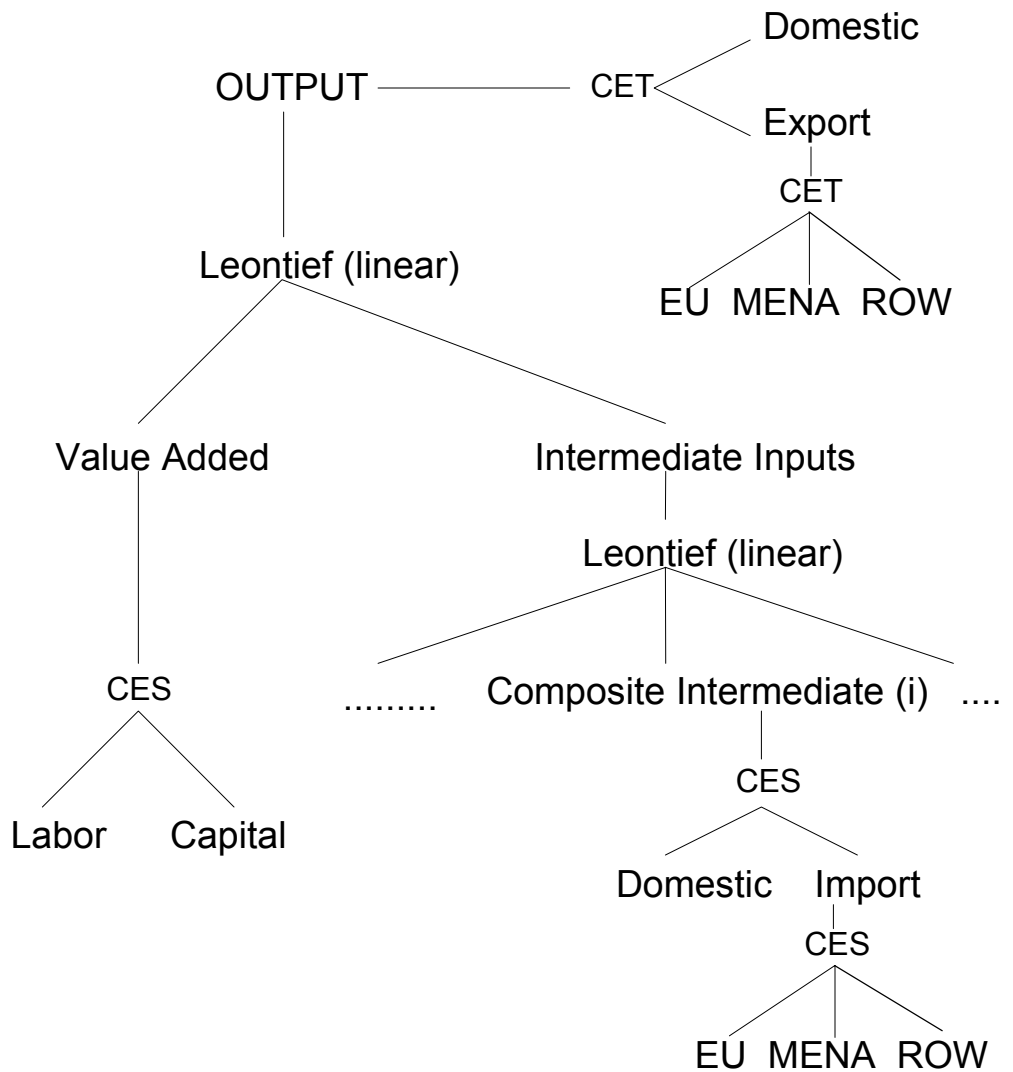 Domestic
OUTPUT CET
Export
CET
EU MENA ROW
Leontief (linear)
Value Added Intermediate Inputs
Leontief (linear)
CES ......... Composite Intermediate (i) ....
CES
Labor Capital
Domestic Import
CES
EU MENA ROW